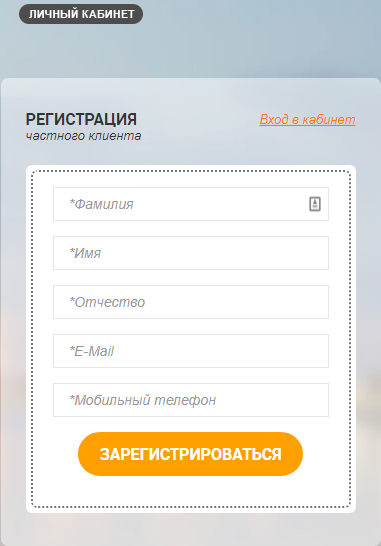 ЛИЧНЫЙ КАБИНЕТ
РЕГИСТРАЦИЯ
Вход в кабинет
частного клиента
*Фамилия
*Имя
*Отчество
*E-Mail
*Мобильный телефон
ЗАРЕГИСТРИРОВАТЬСЯ